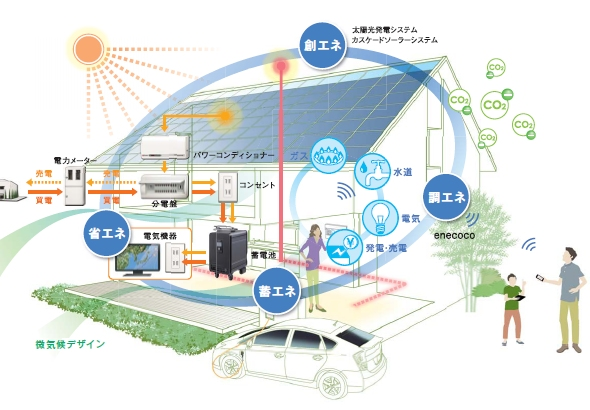 創エネ
太陽光発電システム
カスケードソーラーシステム
CO2
CO2
CO2
CO2
CO2
電力メーター
パワーコンディショナー
ガス
水道
売電
売電
コンセント
買電
買電
分電盤
調エネ
電気
enecoco
省エネ
電気機器
蓄電池
発電・売電
¥
蓄エネ
微気候デザイン